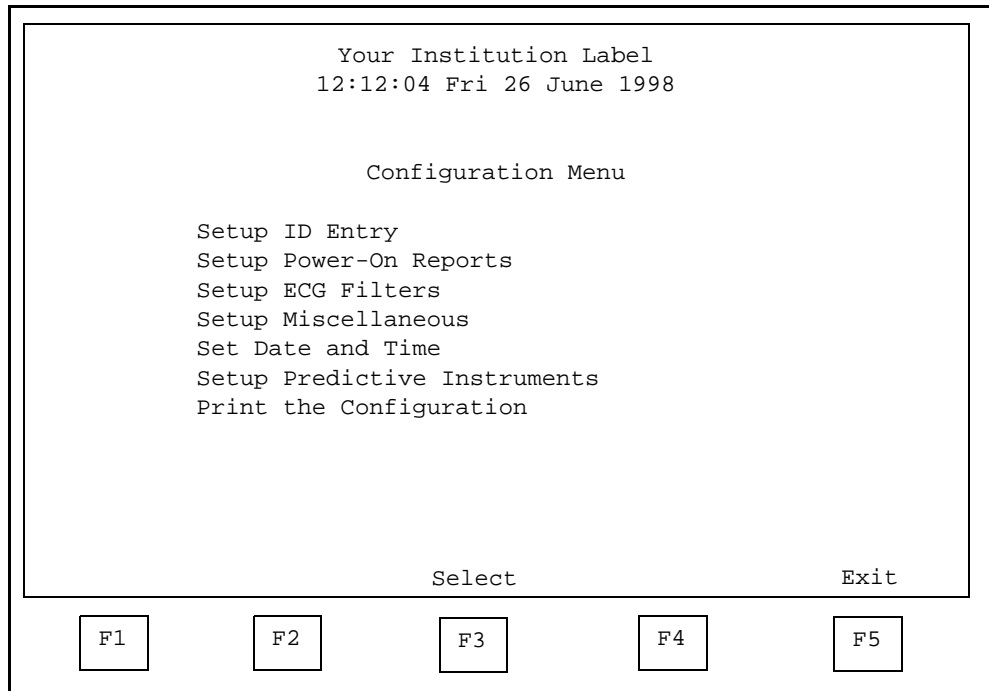 Your Institution Label
12:12:04 Fri 26 June 1998
Configuration Menu
Setup ID Entry
Setup Power-On Reports
Setup ECG Filters
Setup Miscellaneous
Set Date and Time
Setup Predictive Instruments
Print the Configuration
Select Exit
F1 F2 F3 F4 F5